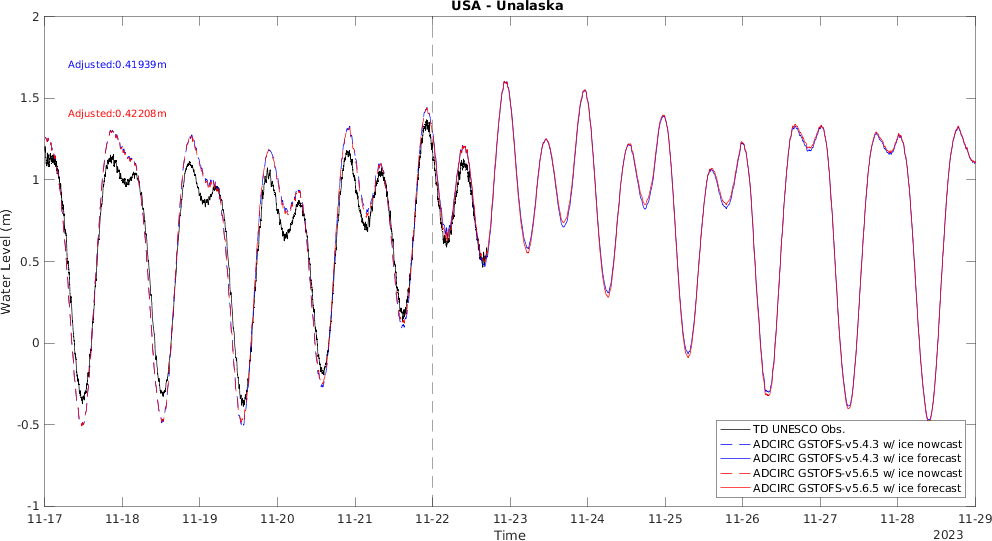 USA - Unalaska
2
1.5
1
0.5
0
-0.5
-1
Water Level (m)
Adjusted:0.41939m
Adjusted:0.42208m
TD UNESCO Obs.
ADCIRC GSTOFS-v5.4.3 w/ ice nowcast
ADCIRC GSTOFS-v5.4.3 w/ ice forecast
ADCIRC GSTOFS-v5.6.5 w/ ice nowcast
ADCIRC GSTOFS-v5.6.5 w/ ice forecast
11-17 11-18 11-19 11-20 11-21 11-22 11-23 11-24 11-25 11-26 11-27 11-28 11-29
Time
2023